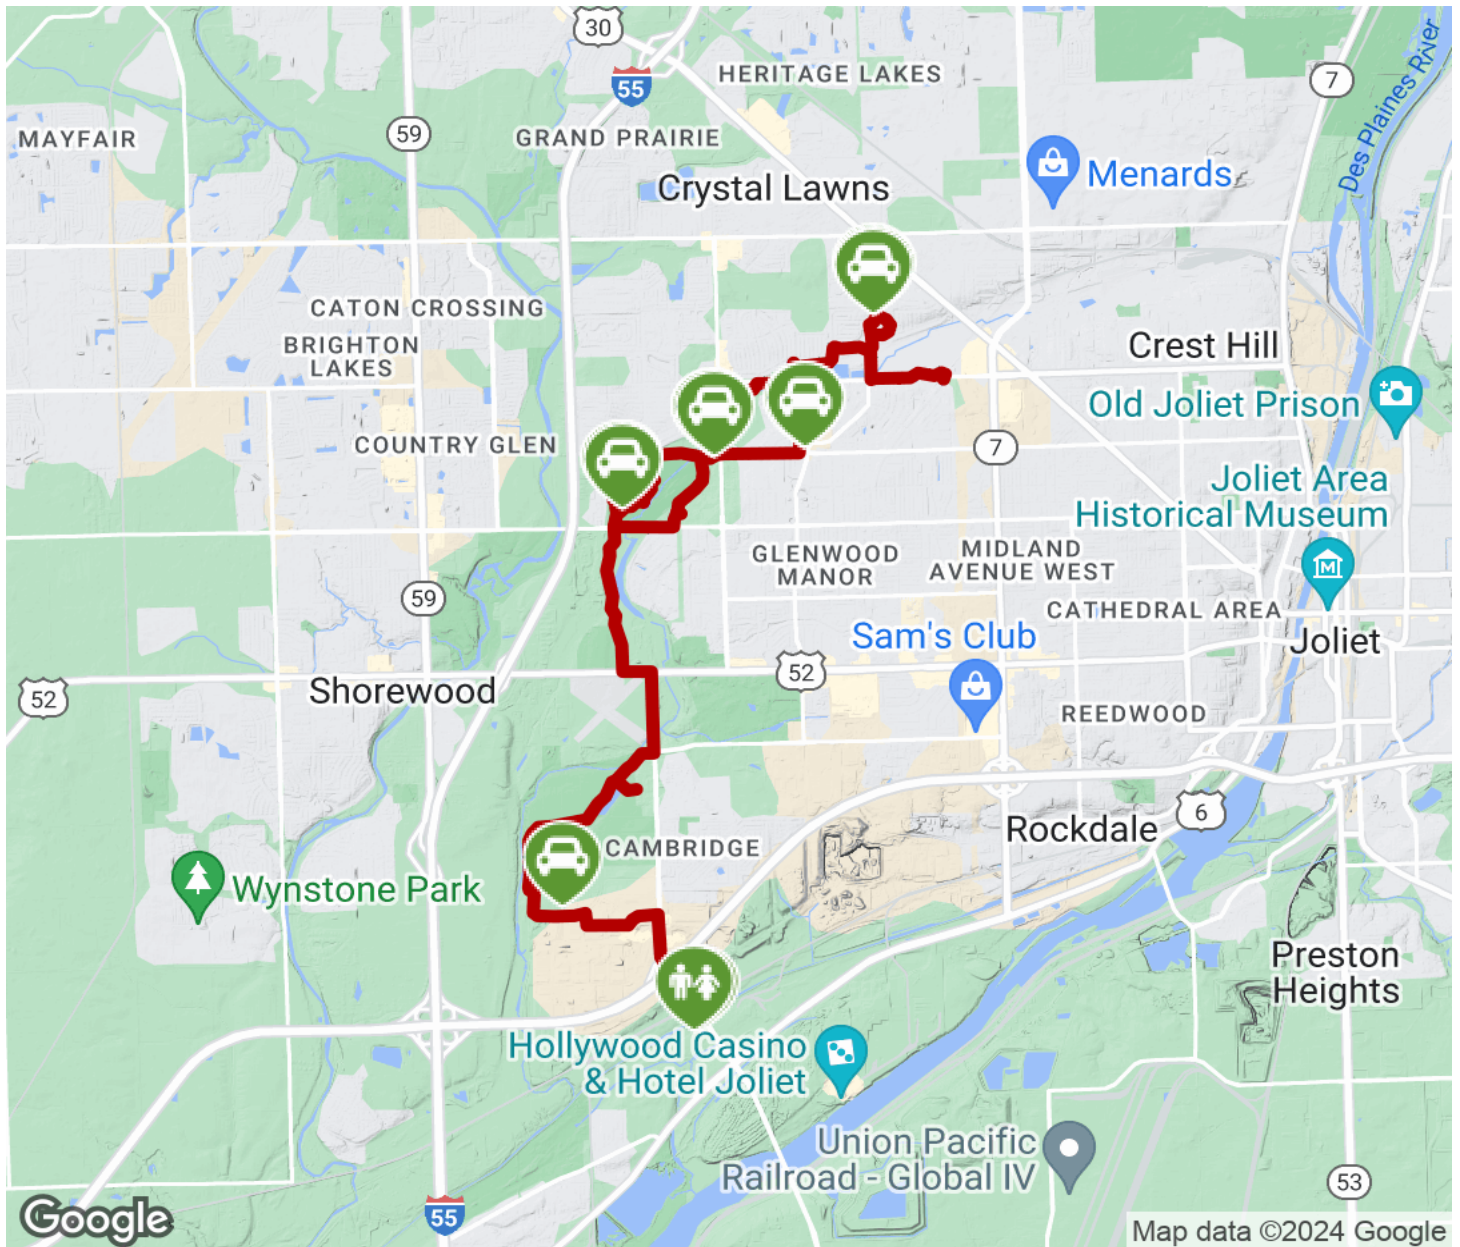 30
HERITAGE LAKES
55
7
Des Plaines River
MAYFAIR
59
GRAND PRAIRIE
Menards
Crystal Lawns
CATON CROSSING
BRIGHTON
LAKES
Crest Hill
Old Joliet Prison
COUNTRY GLEN
7
Joliet Area
Historical Museum
GLENWOOD
MANOR
MIDLAND
AVENUE WEST
59
CATHEDRAL AREA
Sam's Club
Joliet
52
52
Shorewood
REEDWOOD
6
Rockdale
CAMBRIDGE
Wynstone Park
Preston
Heights
Hollywood Casino
& Hotel Joliet
Union Pacific
Railroad - Global IV
53
55
Google
Map data ©2024 Google